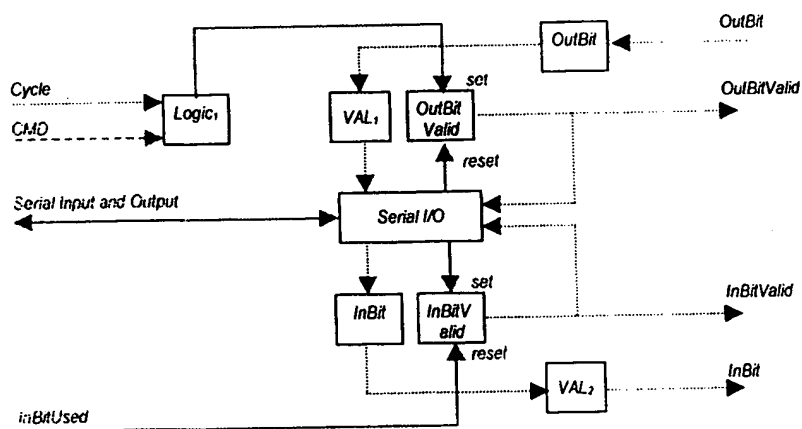 OutBit
OutBit
set
OutBitValid
Cycle
Logic₁
VAL₁
OutBit
Valid
CMD
reset
Serial Input and Output
Serial I/O
set
InBit
InBitV
alid
InBitValid
reset
InBit
VAL₂
InBitUsed